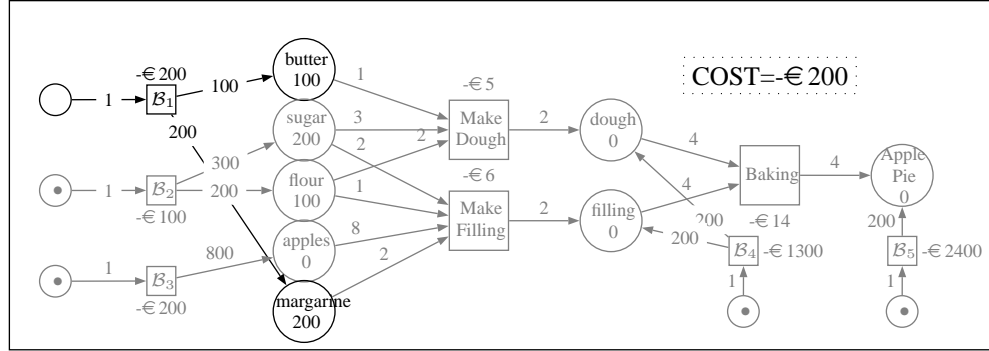 -€ 200
1
B₁
100
butter
100
1
-€ 5
COST=-€ 200
200
sugar
200
3
2
2
Make
Dough
2
dough
0
4
300
1
B₂
200
-€ 100
flour
100
1
-€ 6
4
Baking
4
Apple
Pie
0
800
1
B₃
-€ 200
apples
0
8
2
Make
Filling
2
filling
0
200
200
-€ 14
B₄
-€ 1300
1
200
B₅
-€ 2400
1
margarine
200